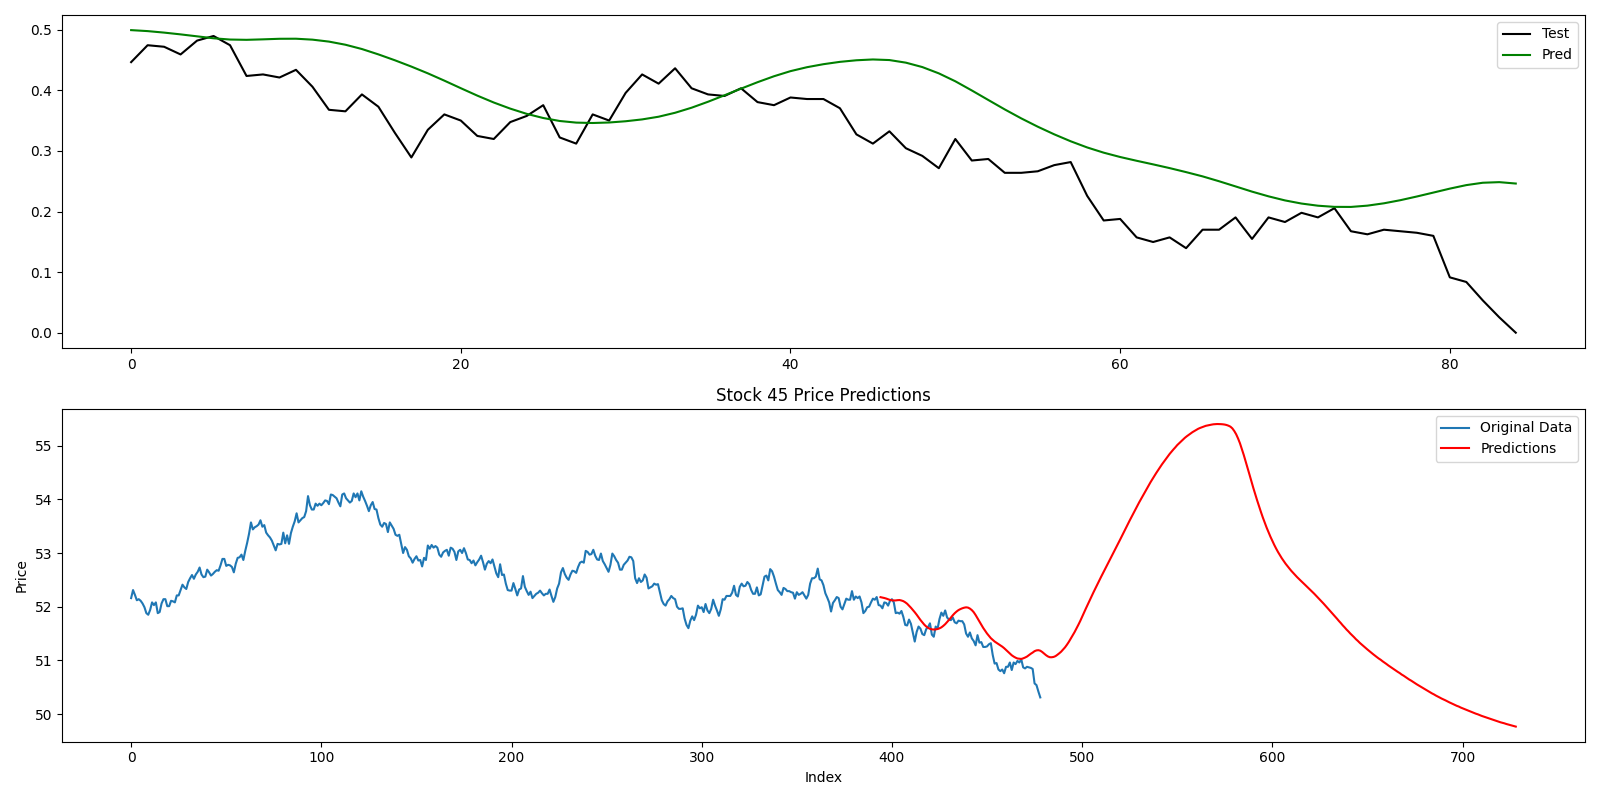 0.5
0.4
0.3
0.2
0.1
0.0
Test
Pred
0 20 40 60 80
Stock 45 Price Predictions
Price
55
54
53
52
51
50
Original Data
Predictions
0 100 200 300 400 500 600 700
Index